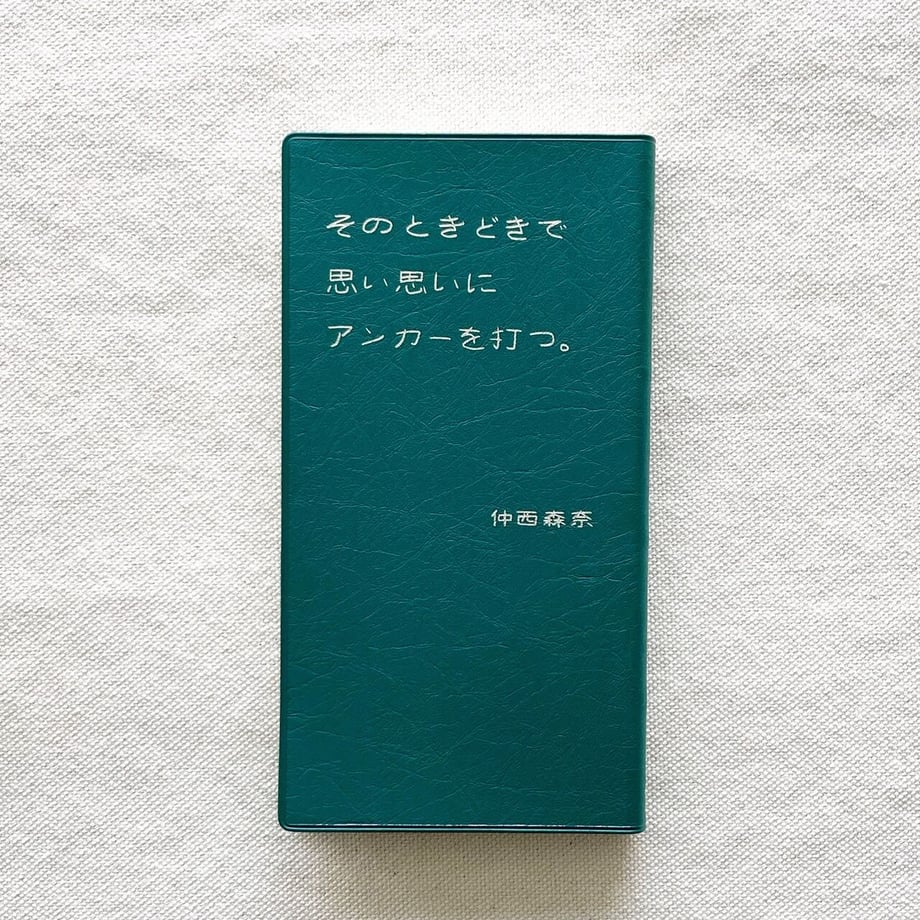 そのときどきで
思い思いに
アンカーを打つ。
仲西森奈